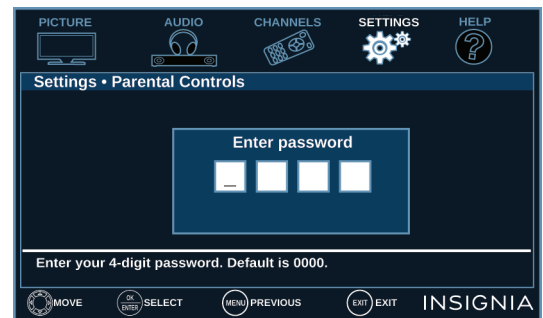 PICTURE
AUDIO
CHANNELS
SETTINGS
HELP
?
Settings • Parental Controls
Enter password
_
Enter your 4-digit password. Default is 0000.
MOVE
OK
ENTER
SELECT
MENU
PREVIOUS
EXIT
EXIT
INSIGNIA